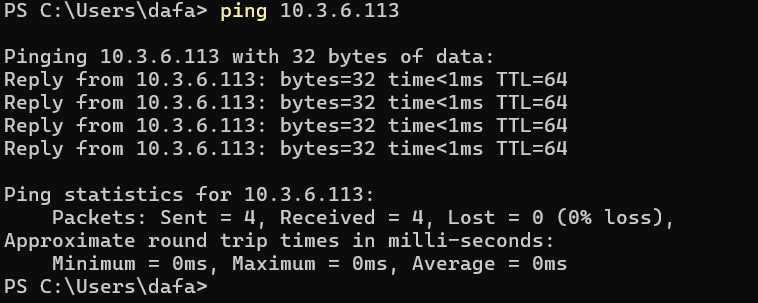 PS C:\Users\dafa> ping 10.3.6.113
Pinging 10.3.6.113 with 32 bytes of data:
Reply from 10.3.6.113: bytes=32 time<1ms TTL=64
Reply from 10.3.6.113: bytes=32 time<1ms TTL=64
Reply from 10.3.6.113: bytes=32 time<1ms TTL=64
Reply from 10.3.6.113: bytes=32 time<1ms TTL=64
Ping statistics for 10.3.6.113:
    Packets: Sent = 4, Received = 4, Lost = 0 (0% loss),
Approximate round trip times in milli-seconds:
    Minimum = 0ms, Maximum = 0ms, Average = 0ms
PS C:\Users\dafa>